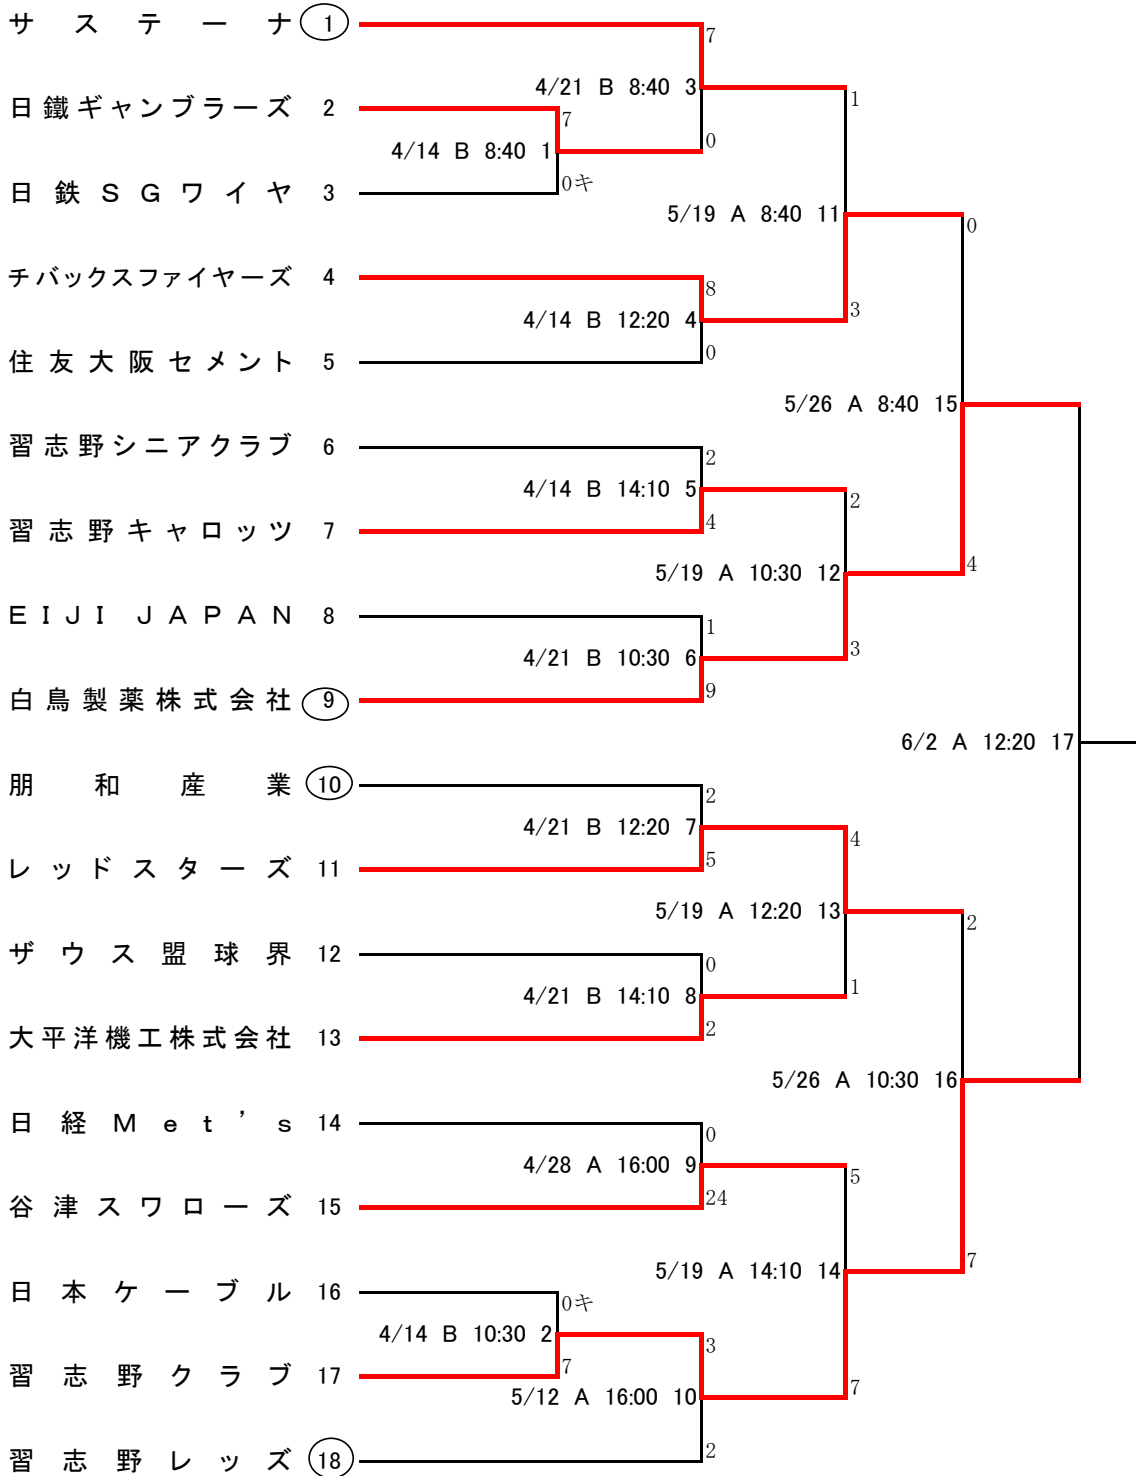 サステーナ 1
7
4/21 B 8:40 3
1
日鐵ギャンブラーズ 2
7
4/14 B 8:40 1
0
日鉄SGワイヤ 3
0キ
5/19 A 8:40 11
0
チバックスファイヤーズ 4
8
3
4/14 B 12:20 4
0
住友大阪セメント 5
5/26 A 8:40 15
習志野シニアクラブ 6
2
4/14 B 14:10 5
2
習志野キャロッツ 7
4
5/19 A 10:30 12
4
EIJI JAPAN 8
1
3
4/21 B 10:30 6
9
白鳥製薬株式会社 9
6/2 A 12:20 17
朋和産業 10
2
4/21 B 12:20 7
4
レッドスターズ 11
5
5/19 A 12:20 13
2
ザウス盟球界 12
0
1
4/21 B 14:10 8
2
大平洋機工株式会社 13
5/26 A 10:30 16
日経Met’s 14
0
4/28 A 16:00 9
5
谷津スワローズ 15
24
5/19 A 14:10 14
7
日本ケーブル 16
0キ
4/14 B 10:30 2
3
習志野クラブ 17
7
7
5/12 A 16:00 10
2
習志野レッズ 18